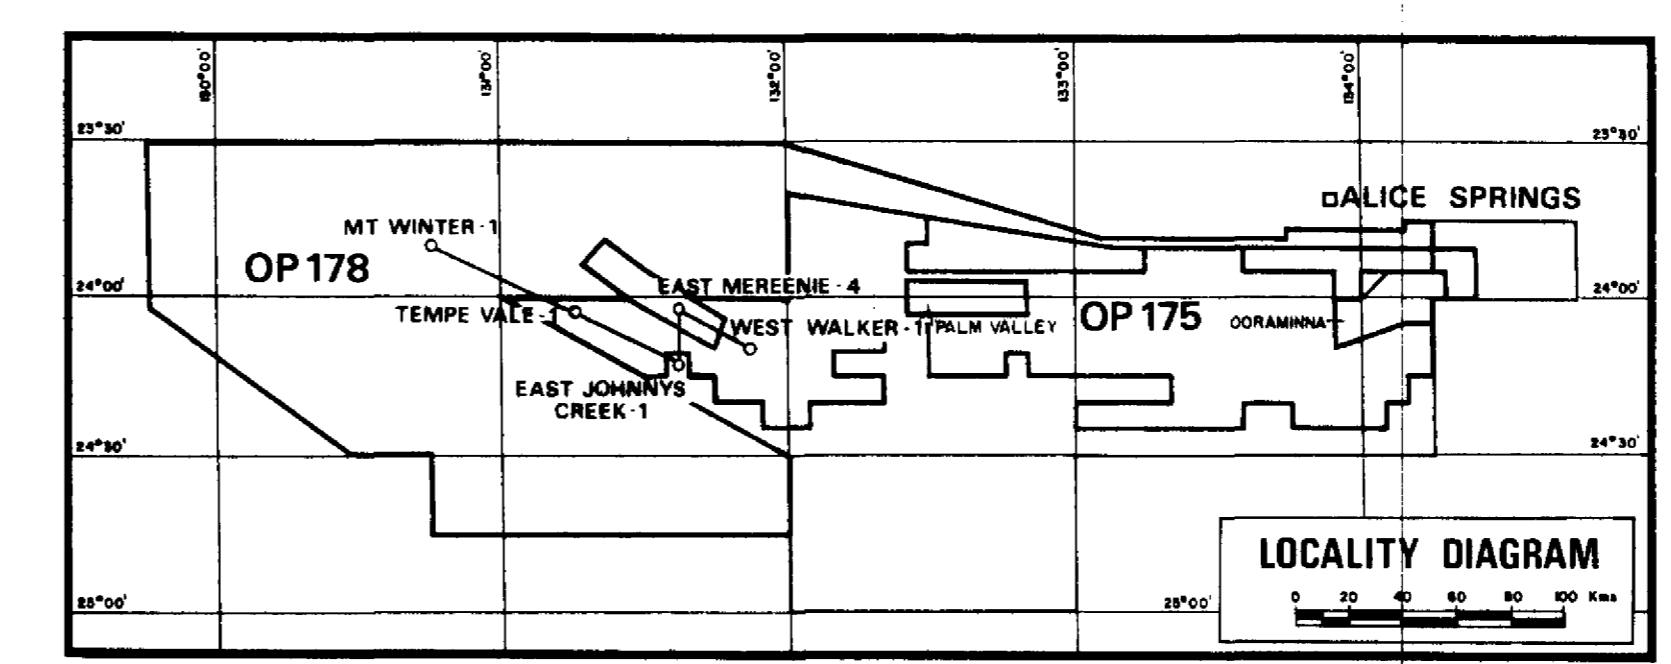 130°00'
131°00'
132°00'
133°00'
134°00'
23°30'
23°30'
ALICE SPRINGS
MT WINTER-1
OP 178
EAST MEREENIE-4
24°00'
24°00'
TEMPE VALE-1
WEST WALKER-1
PALM VALLEY
OP 175
OORAMINNA
EAST JOHNNYS
CREEK-1
24°30'
24°30'
LOCALITY DIAGRAM
0 20 40 60 80 100 Kms
25°00'
25°00'